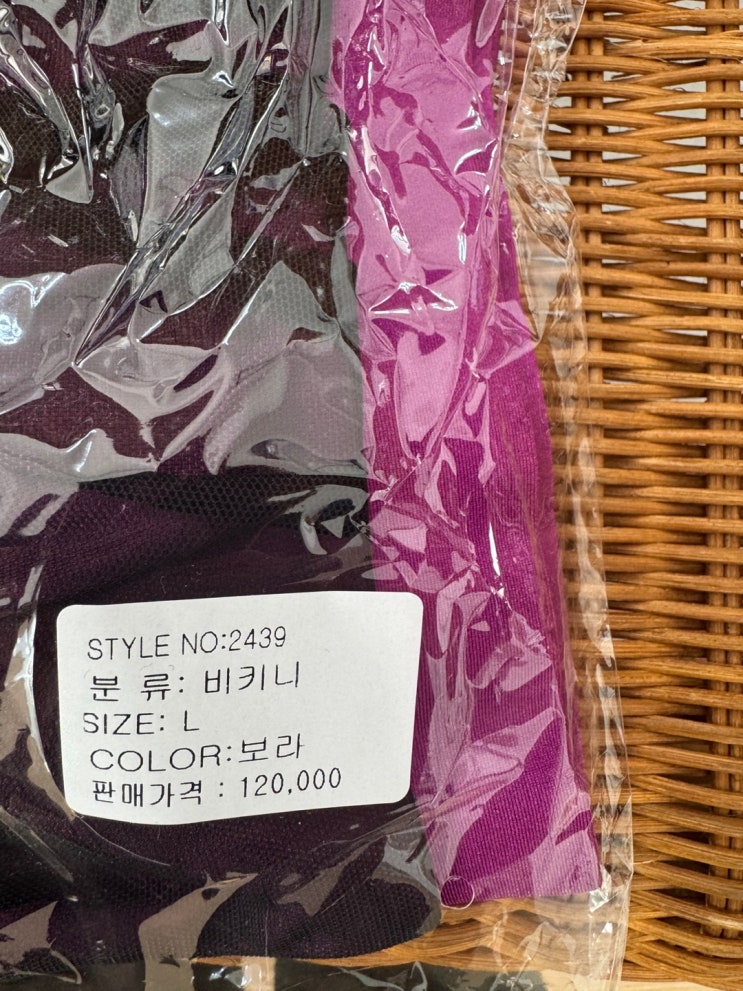 STYLE NO:2439
분 류: 비키니
SIZE: L
COLOR:보라
판매가격 : 120,000